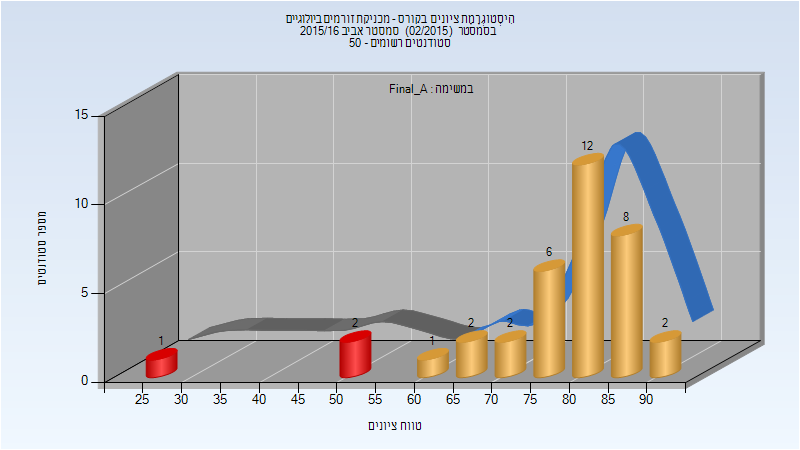 היסטוגרמת ציונים בקורס - מכניקת זורמים ביולוגיים
בסמסטר (02/2015) סמסטר אביב 2015/16
סטודנטים רשומים - 50
במשימה : Final_A
מספר סטודנטים
15
10
5
0
1
2
1
2
2
6
12
8
2
25 30 35 40 45 50 55 60 65 70 75 80 85 90
טווח ציונים